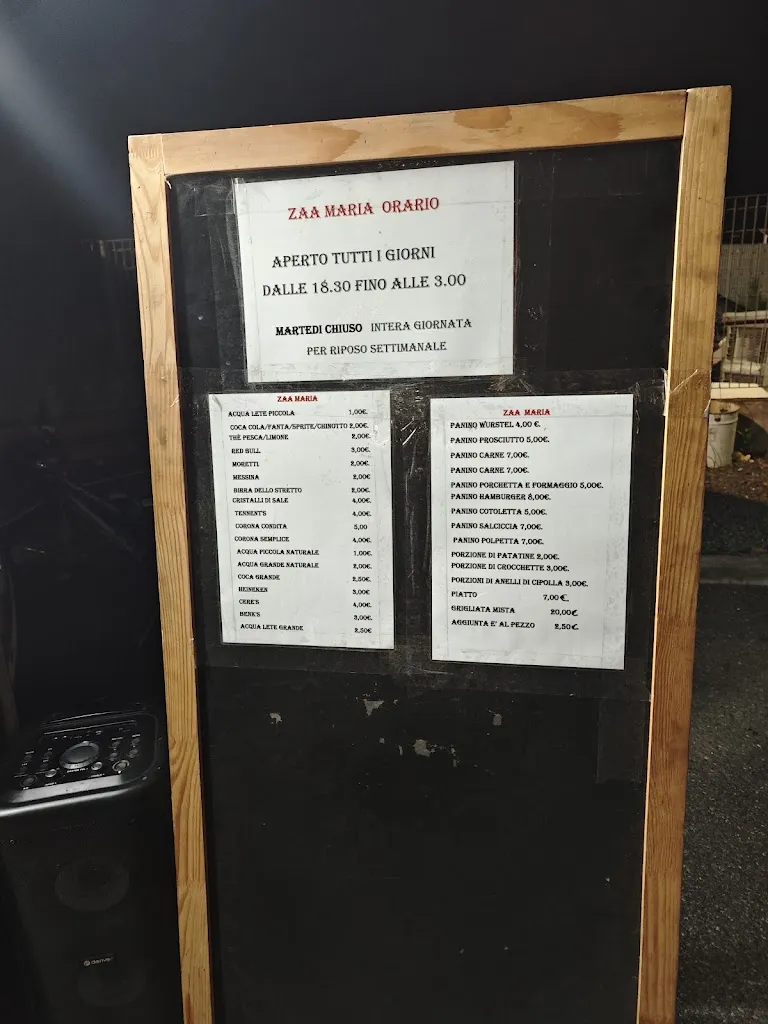 ZAA MARIA ORARIO
APERTO TUTTI I GIORNI
DALLE 18.30 FINO ALLE 3.00
MARTEDI CHIUSO INTERA GIORNATA
PER RIPOSO SETTIMANALE
ZAA MARIA
ACQUA LETE PICCOLA 1,00€.
COCA COLA/FANTA/SPRITE/CHINOTTO 2,00€.
THÈ PESCA/LIMONE 2,00€.
RED BULL 3,00€.
MORETTI 2,00€.
MESSINA 2,00€
BIRRA DELLO STRETTO 2,00€.
CRISTALLI DI SALE 4,00€.
TENNENT'S 4,00€.
CORONA CONDITA 5,00
CORONA SEMPLICE 4,00€.
ACQUA PICCOLA NATURALE 1,00€.
ACQUA GRANDE NATURALE 2,00€.
COCA GRANDE 2,50€.
HEINEKEN 3,00€
CERE'S 4,00€.
BENK'S 3,00€.
ACQUA LETE GRANDE 2,50€
ZAA MARIA
PANINO WURSTEL 4,00 €.
PANINO PROSCIUTTO 5,00€.
PANINO CARNE 7,00€.
PANINO CARNE 7,00€.
PANINO PORCHETTA E FORMAGGIO 5,00€.
PANINO HAMBURGER 8,00€.
PANINO COTOLETTA 5,00€.
PANINO SALCICCIA 7,00€.
PANINO POLPETTA 7,00€.
PORZIONE DI PATATINE 2,00€.
PORZIONE DI CROCCHETTE 3,00€.
PORZIONI DI ANELLI DI CIPOLLA 3,00€.
PIATTO 7,00 €.
GRIGLIATA MISTA 20,00€
AGGIUNTA E' AL PEZZO 2,50€.
denver